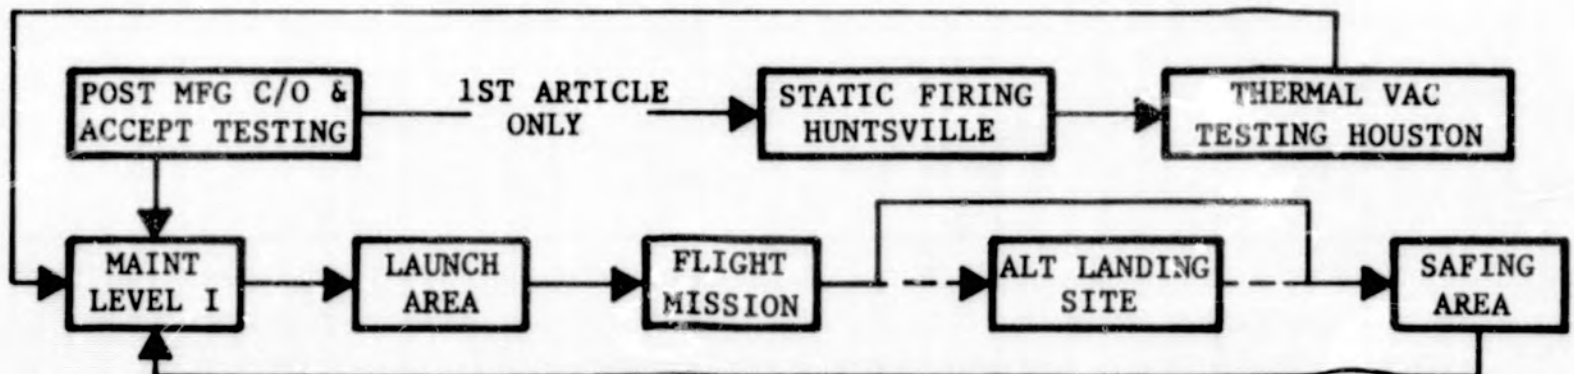 POST MFG C/O &
ACCEPT TESTING
1ST ARTICLE
ONLY
STATIC FIRING
HUNTSVILLE
THERMAL VAC
TESTING HOUSTON
MAINT
LEVEL I
LAUNCH
AREA
FLIGHT
MISSION
ALT LANDING
SITE
SAFING
AREA